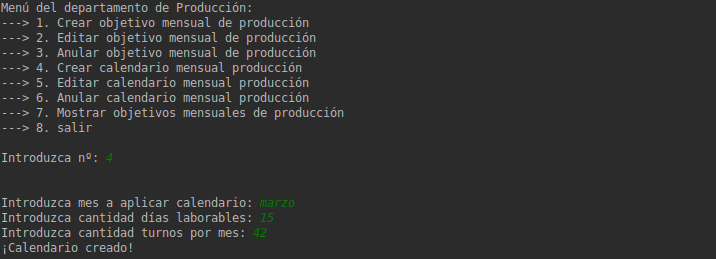 Menú del departamento de Producción:
---> 1. Crear objetivo mensual de producción
---> 2. Editar objetivo mensual de producción
---> 3. Anular objetivo mensual de producción
---> 4. Crear calendario mensual producción
---> 5. Editar calendario mensual producción
---> 6. Anular calendario mensual producción
---> 7. Mostrar objetivos mensuales de producción
---> 8. salir
Introduzca nº: 4
Introduzca mes a aplicar calendario: marzo
Introduzca cantidad días laborables: 15
Introduzca cantidad turnos por mes: 42
¡Calendario creado!